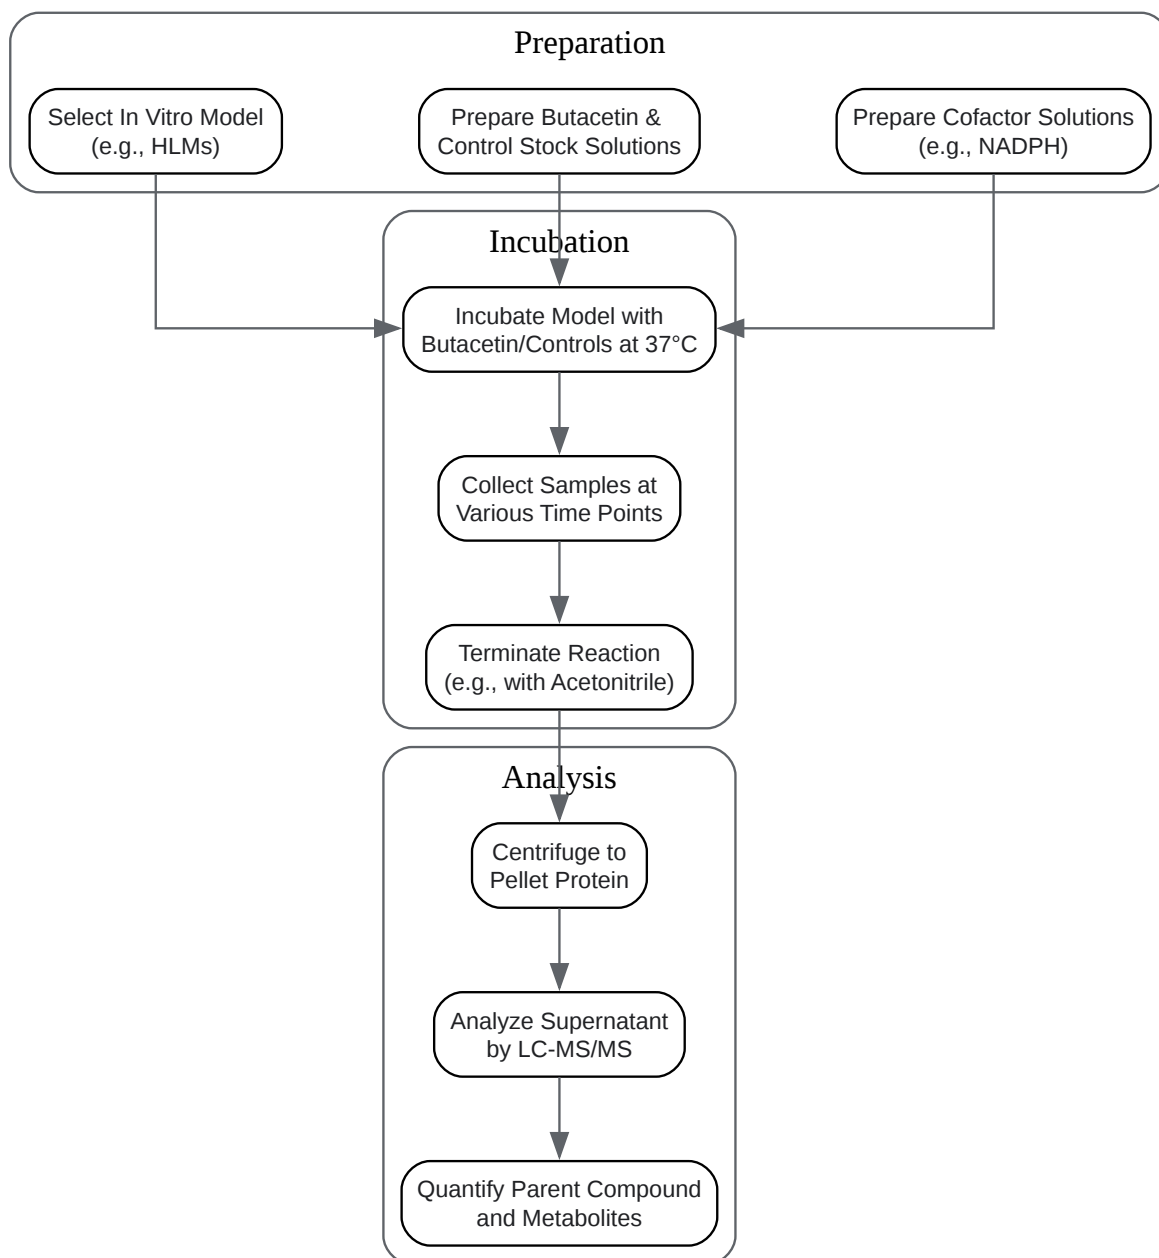 Preparation
Select In Vitro Model
(e.g., HLMs)
Prepare Butacetin &
Control Stock Solutions
Prepare Cofactor Solutions
(e.g., NADPH)
Incubation
Incubate Model with
Butacetin/Controls at 37°C
Collect Samples at
Various Time Points
Terminate Reaction
(e.g., with Acetonitrile)
Analysis
Centrifuge to
Pellet Protein
Analyze Supernatant
by LC-MS/MS
Quantify Parent Compound
and Metabolites